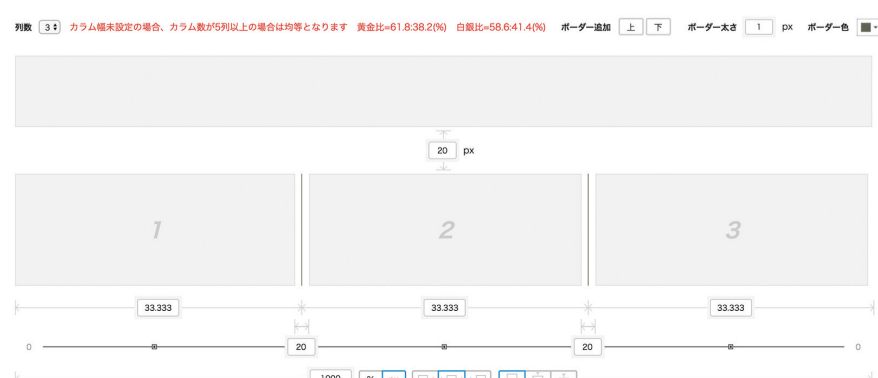 列数 3 カラム幅未設定の場合、カラム数が5列以上の場合は均等となります 黄金比=61.8:38.2(%) 白銀比=58.6:41.4(%) ボーダー追加 上 下 ボーダー太さ 1 px ボーダー色
20 px
1 2 3
33.333 33.333 33.333
0 20 20 0
1000 %